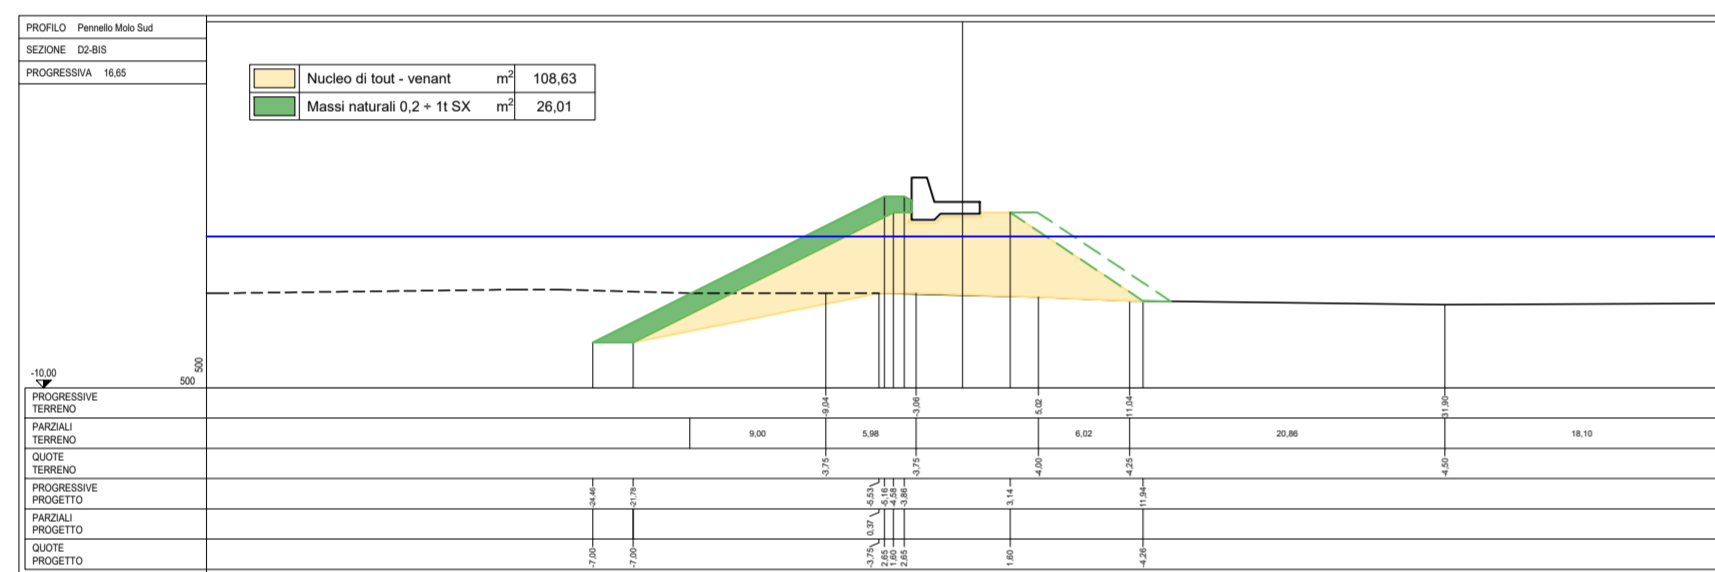 PROFILO Pennello Molo Sud
SEZIONE D2-BIS
PROGRESSIVA 16,65
Nucleo di tout - venant m² 108,63
Massi naturali 0,2 ÷ 1t SX m² 26,01
-10,00
500
500
PROGRESSIVE
TERRENO
-9,04 -3,06 5,02 11,04 31,90
PARZIALI
TERRENO
9,00 5,98 6,02 20,86 18,10
QUOTE
TERRENO
-3,75 -3,75 -4,00 -4,25 -4,50
PROGRESSIVE
PROGETTO
-24,46 -21,78 -5,53 -5,16 -4,58 -3,86 3,14 11,94
PARZIALI
PROGETTO
0,37
QUOTE
PROGETTO
-7,00 -7,00 -3,75 2,65 1,60 2,65 1,60 -4,26